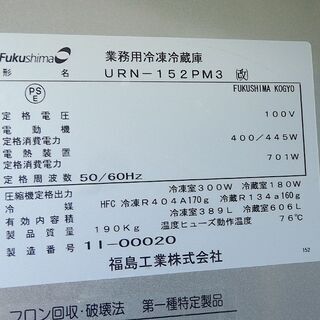 Fukushima
業務用冷凍冷蔵庫
形名 URN-152PM3 改
PS E
FUKUSHIMA KOGYO
定格電圧 100V
電動機
定格消費電力 400/445W
電熱装置
定格消費電力 701W
定格周波数 50/60Hz
圧縮機定格出力 冷凍室300W 冷蔵室180W
冷媒 HFC 冷凍R404A170g 冷蔵R134a160g
有効内容積 冷凍室389L 冷蔵室606L
製品質量 190Kg 温度ヒューズ動作温度 76℃
製造番号 11-00020
福島工業株式会社
152
フロン回収・破壊法 第一種特定製品